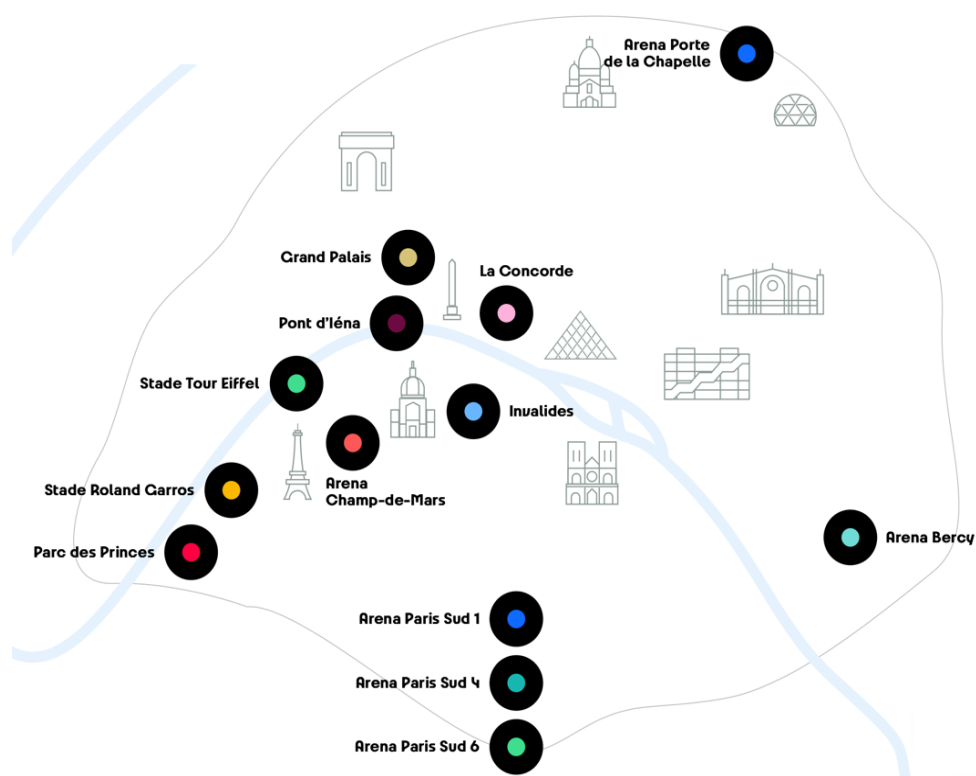 Arena Porte
de la Chapelle
Grand Palais
La Concorde
Pont d'Iéna
Stade Tour Eiffel
Invalides
Arena
Champ-de-Mars
Stade Roland Garros
Parc des Princes
Arena Bercy
Arena Paris Sud 1
Arena Paris Sud 4
Arena Paris Sud 6